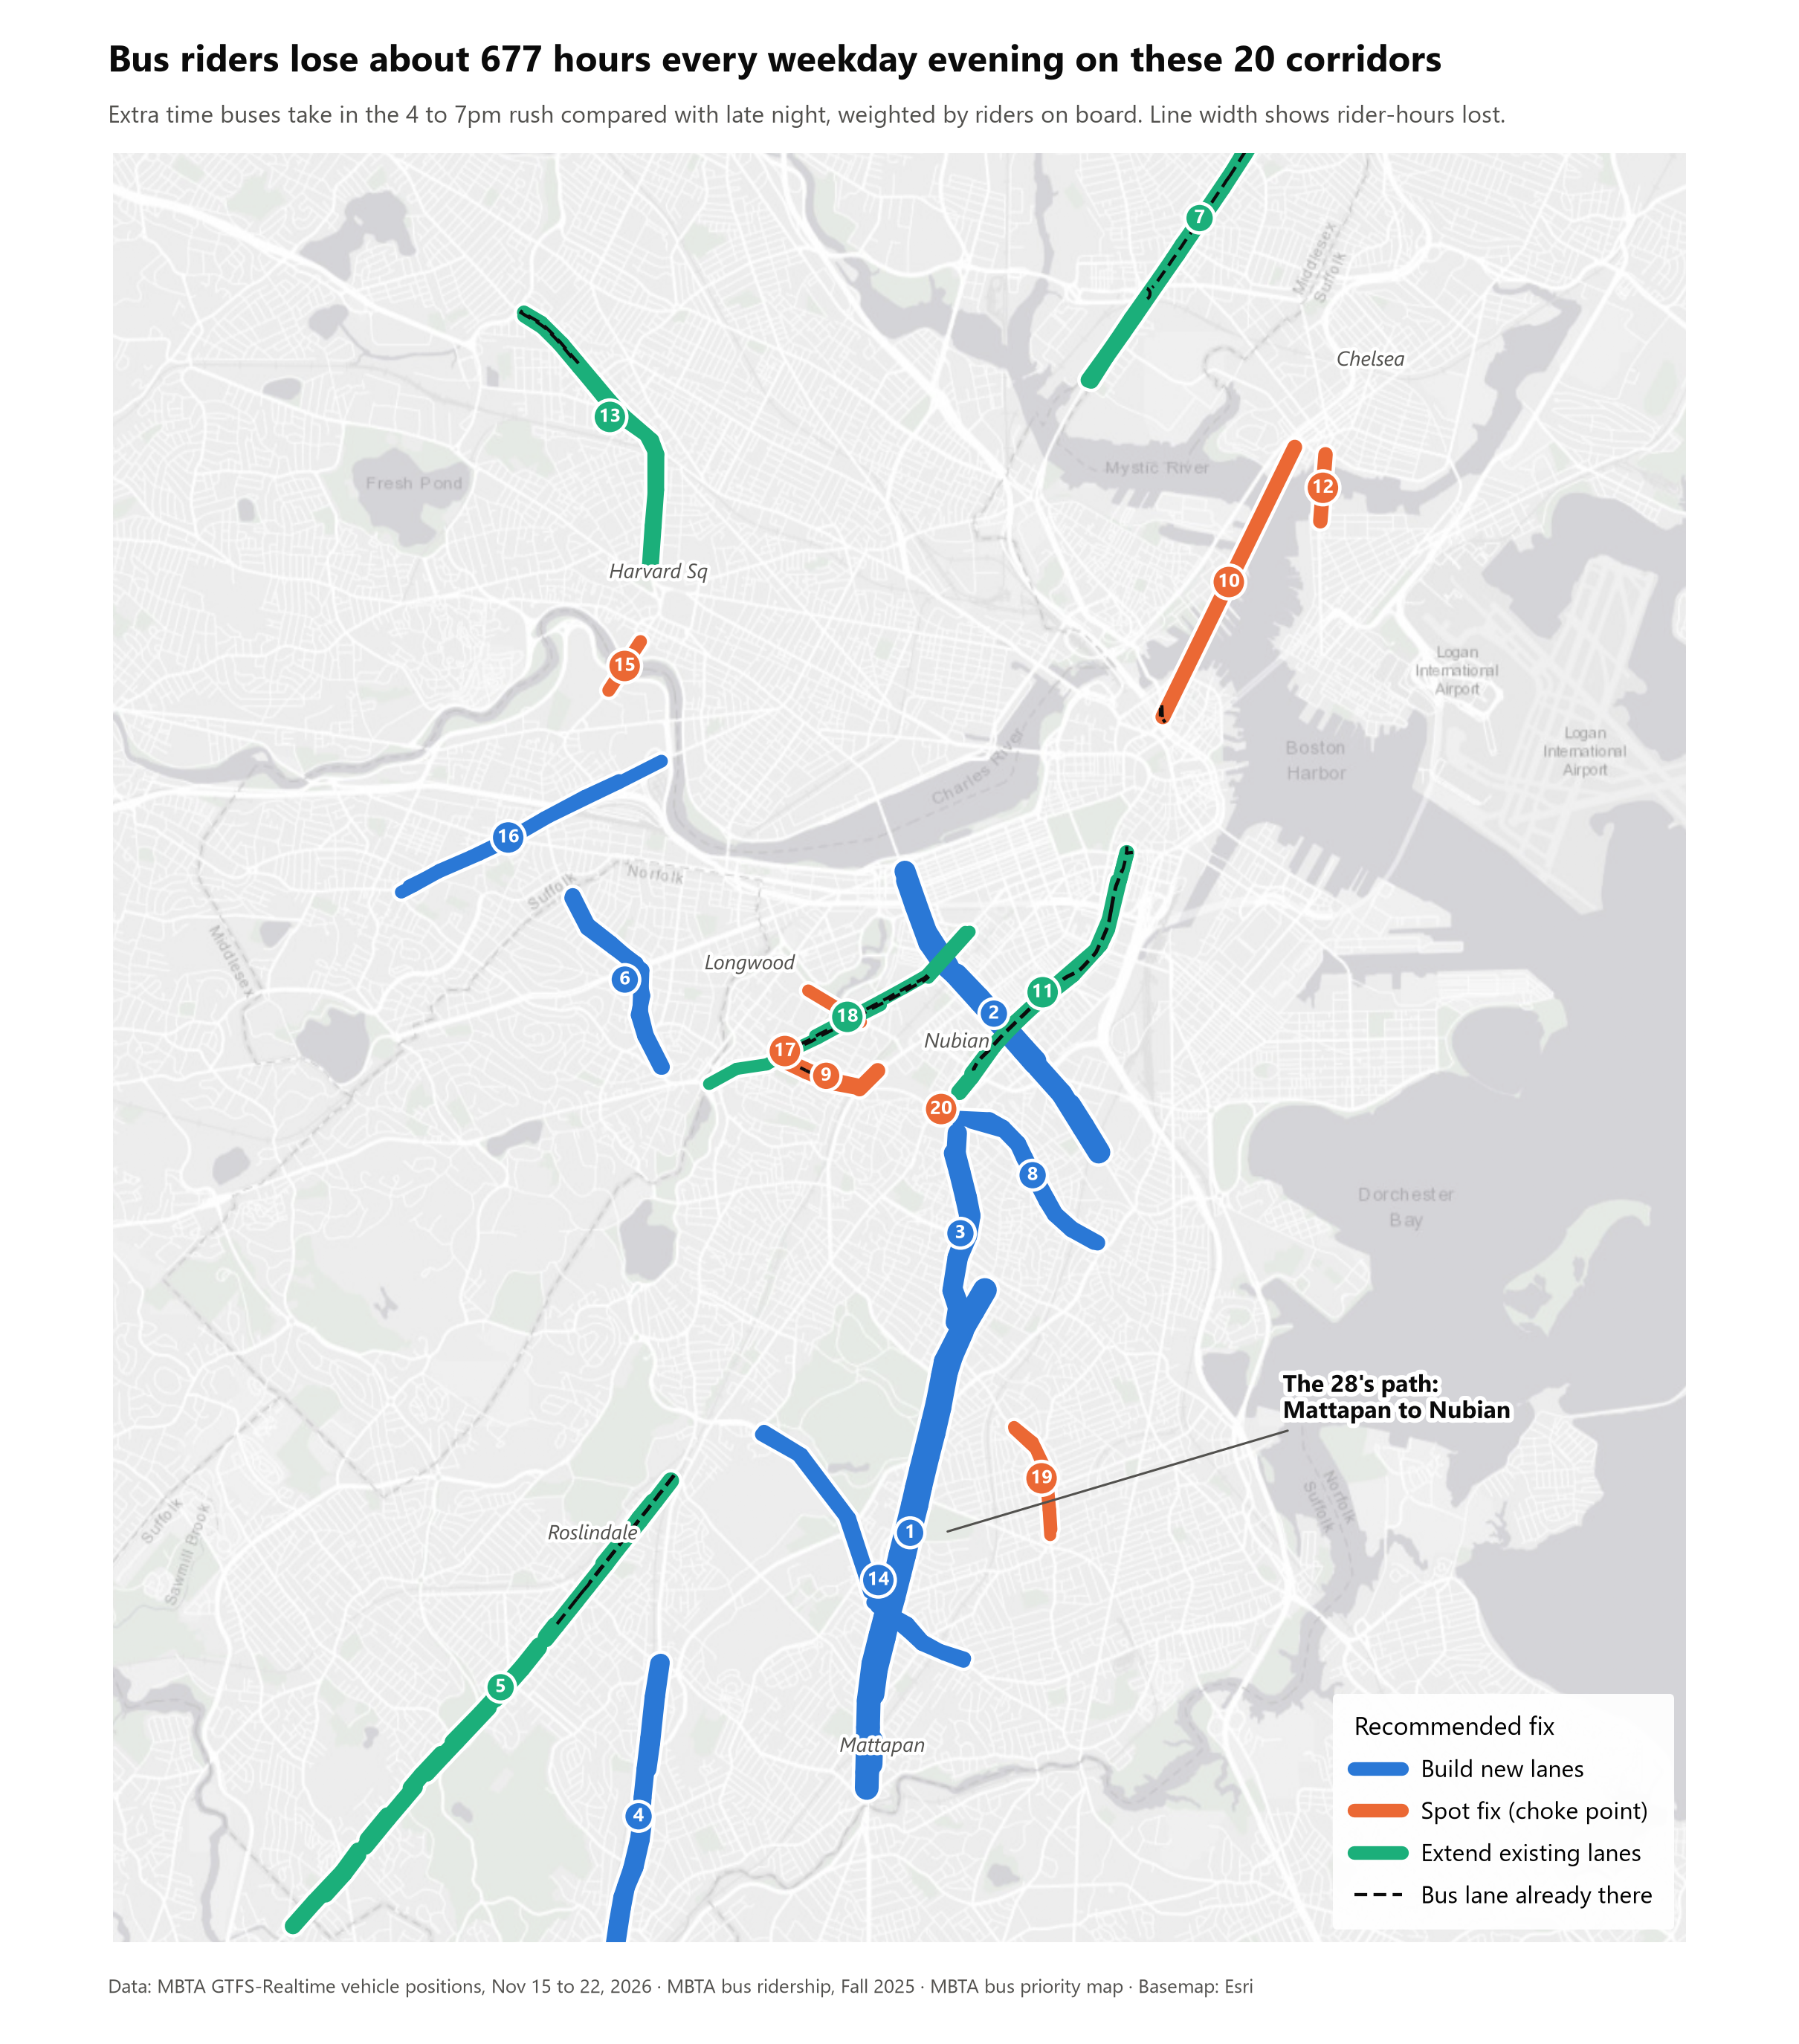 Bus riders lose about 677 hours every weekday evening on these 20 corridors
Extra time buses take in the 4 to 7pm rush compared with late night, weighted by riders on board. Line width shows rider-hours lost.
7
Middlesex
Suffolk
Chelsea
13
Fresh Pond
Mystic River
12
Harvard Sq
10
15
Logan
International
Airport
Logan
International
Airport
Boston
Harbor
Charles River
16
Norfolk
Suffolk
Middlesex
Longwood
6
11
2
18
Nubian
17
9
20
8
Dorchester
Bay
3
The 28's path:
Mattapan to Nubian
19
Norfolk
Suffolk
Suffolk
Sawmill Brook
Roslindale
1
14
5
Mattapan
4
Recommended fix
Build new lanes
Spot fix (choke point)
Extend existing lanes
Bus lane already there
Data: MBTA GTFS-Realtime vehicle positions, Nov 15 to 22, 2026 · MBTA bus ridership, Fall 2025 · MBTA bus priority map · Basemap: Esri